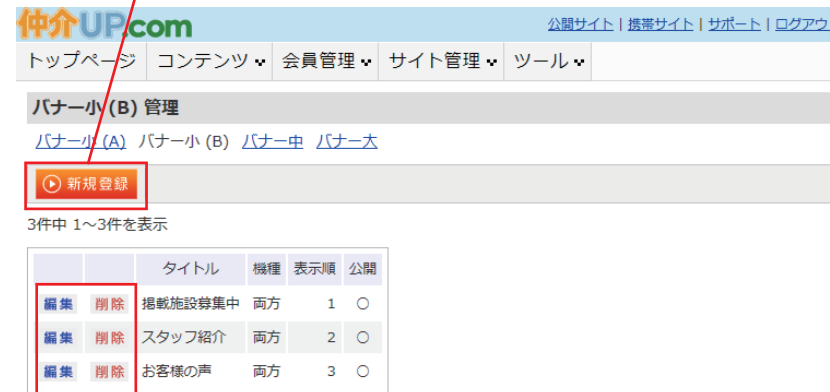 仲介UP.com
公開サイト | 携帯サイト | サポート | ログアウ
トップページ コンテンツ 会員管理 サイト管理 ツール
バナー小 (B) 管理
バナー小 (A) バナー小 (B) バナー中 バナー大
新規登録
3件中 1～3件を表示
タイトル 機種 表示順 公開
編集 削除 掲載施設募集中 両方 1 ○
編集 削除 スタッフ紹介 両方 2 ○
編集 削除 お客様の声 両方 3 ○